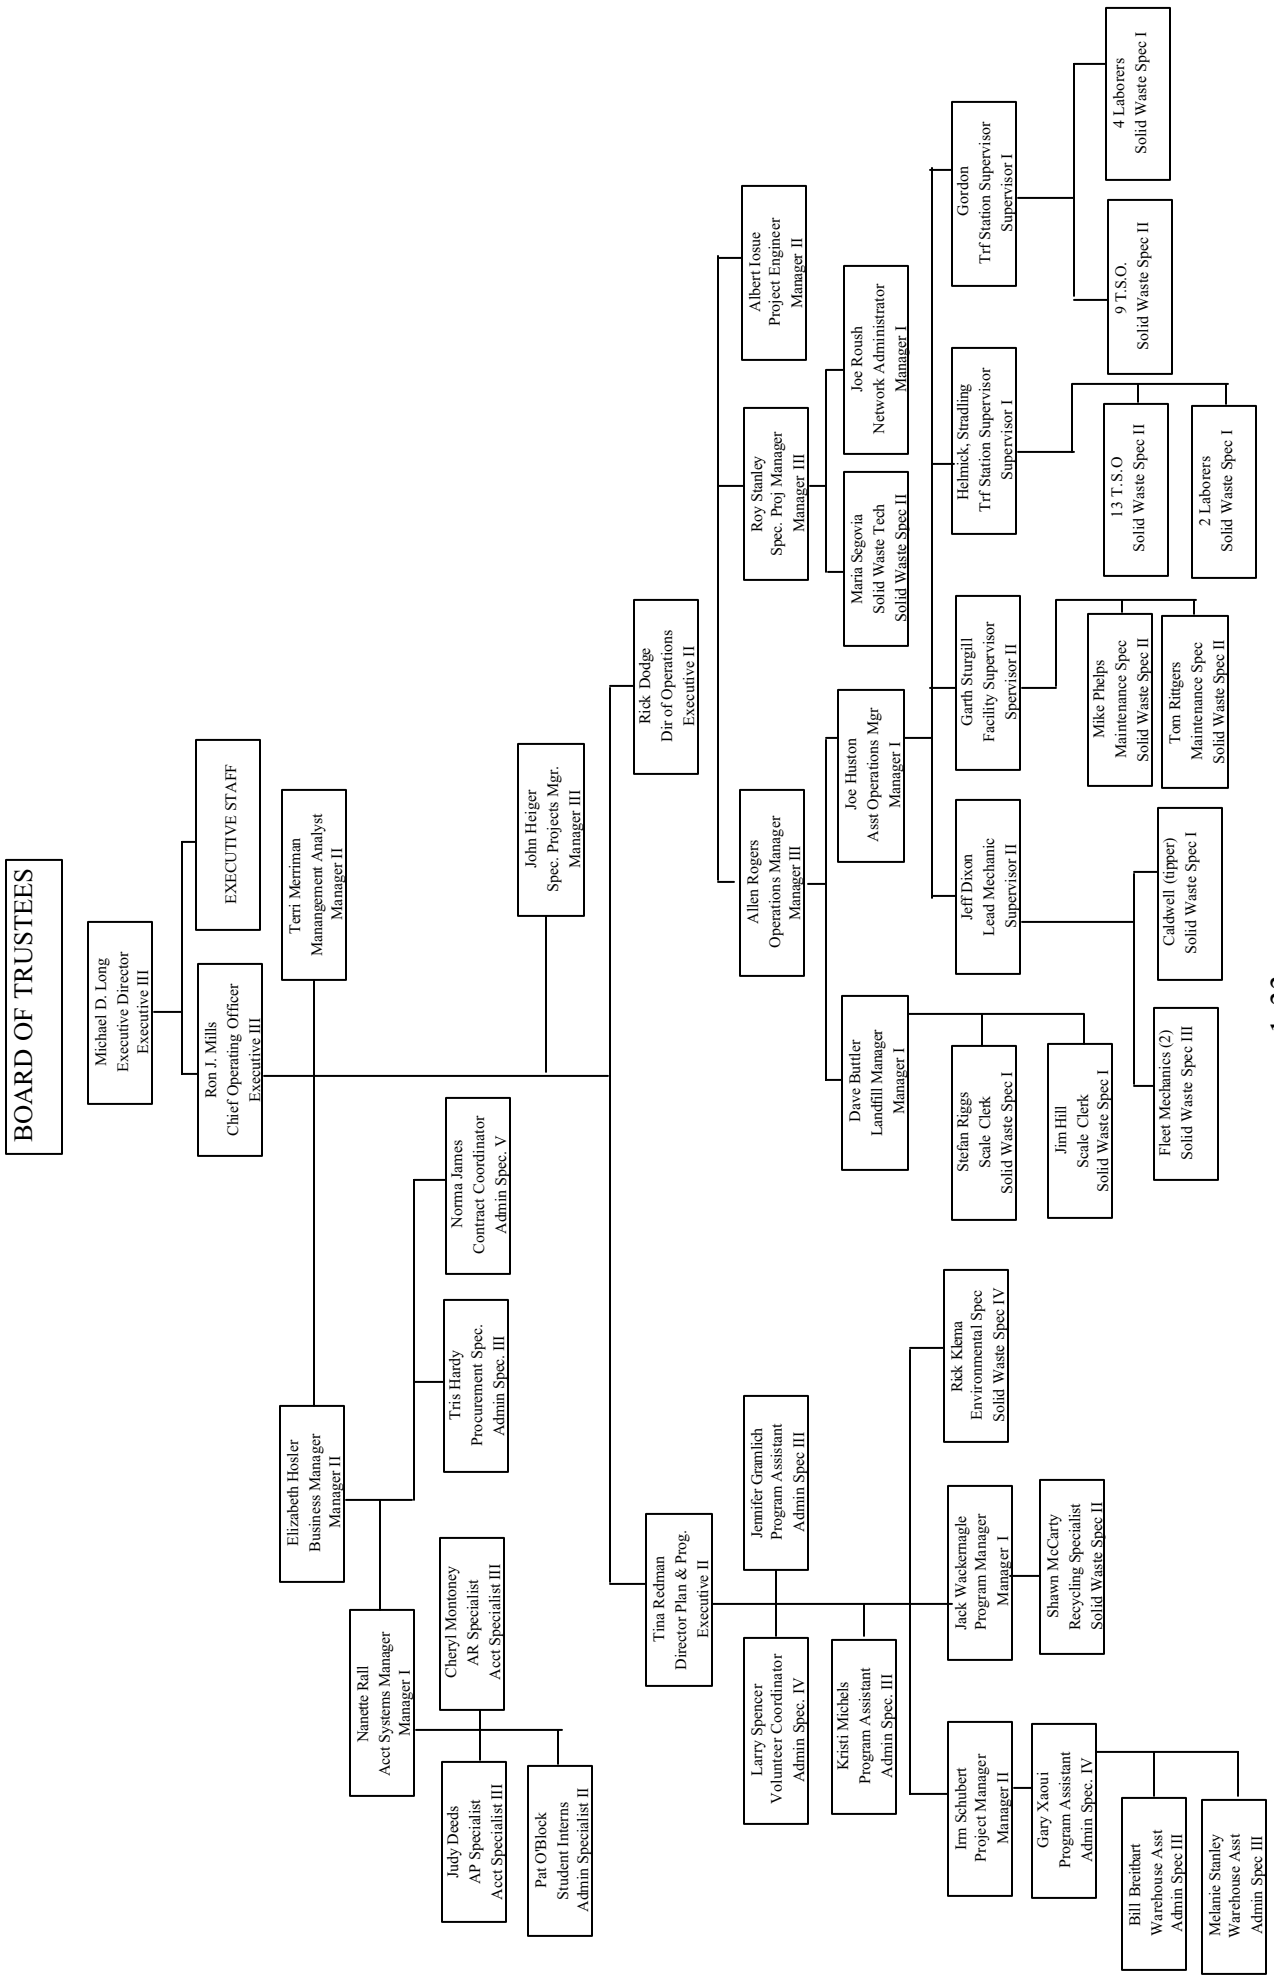 BOARD OF TRUSTEES
Michael D. Long
Executive Director
Executive III
Ron J. Mills
Chief Operating Officer
Executive III
EXECUTIVE STAFF
Elizabeth Hosler
Business Manager
Manager II
Terri Merriman
Manangement Analyst
Manager II
Nanette Rall
Acct Systems Manager
Manager I
Judy Deeds
AP Specialist
Acct Specialist III
Cheryl Montoney
AR Specialist
Acct Specialist III
Pat O'Block
Student Interns
Admin Specialist II
Tris Hardy
Procurement Spec.
Admin Spec. III
Norma James
Contract Coordinator
Admin Spec. V
John Heiger
Spec. Projects Mgr.
Manager III
Tina Redman
Director Plan & Prog.
Executive II
Rick Dodge
Dir of Operations
Executive II
Larry Spencer
Volunteer Coordinator
Admin Spec. IV
Jennifer Gramlich
Program Assistant
Admin Spec III
Kristi Michels
Program Assistant
Admin Spec. III
Irm Schubert
Project Manager
Manager II
Jack Wackernagle
Program Manager
Manager I
Rick Klema
Environmental Spec
Solid Waste Spec IV
Gary Xaoui
Program Assistant
Admin Spec. IV
Shawn McCarty
Recycling Specialist
Solid Waste Spec II
Bill Breitbart
Warehouse Asst
Admin Spec III
Melanie Stanley
Warehouse Asst
Admin Spec III
Allen Rogers
Operations Manager
Manager III
Roy Stanley
Spec. Proj Manager
Manager III
Albert Iosue
Project Engineer
Manager II
Dave Buttler
Landfill Manager
Manager I
Joe Huston
Asst Operations Mgr
Manager I
Maria Segovia
Solid Waste Tech
Solid Waste Spec II
Joe Roush
Network Administrator
Manager I
Stefan Riggs
Scale Clerk
Solid Waste Spec I
Jim Hill
Scale Clerk
Solid Waste Spec I
Jeff Dixon
Lead Mechanic
Supervisor II
Garth Sturgill
Facility Supervisor
Spervisor II
Helmick, Stradling
Trf Station Supervisor
Supervisor I
Gordon
Trf Station Supervisor
Supervisor I
Fleet Mechanics (2)
Solid Waste Spec III
Caldwell (tipper)
Solid Waste Spec I
Mike Phelps
Maintenance Spec
Solid Waste Spec II
Tom Rittgers
Maintenance Spec
Solid Waste Spec II
13 T.S.O
Solid Waste Spec II
2 Laborers
Solid Waste Spec I
9 T.S.O.
Solid Waste Spec II
4 Laborers
Solid Waste Spec I